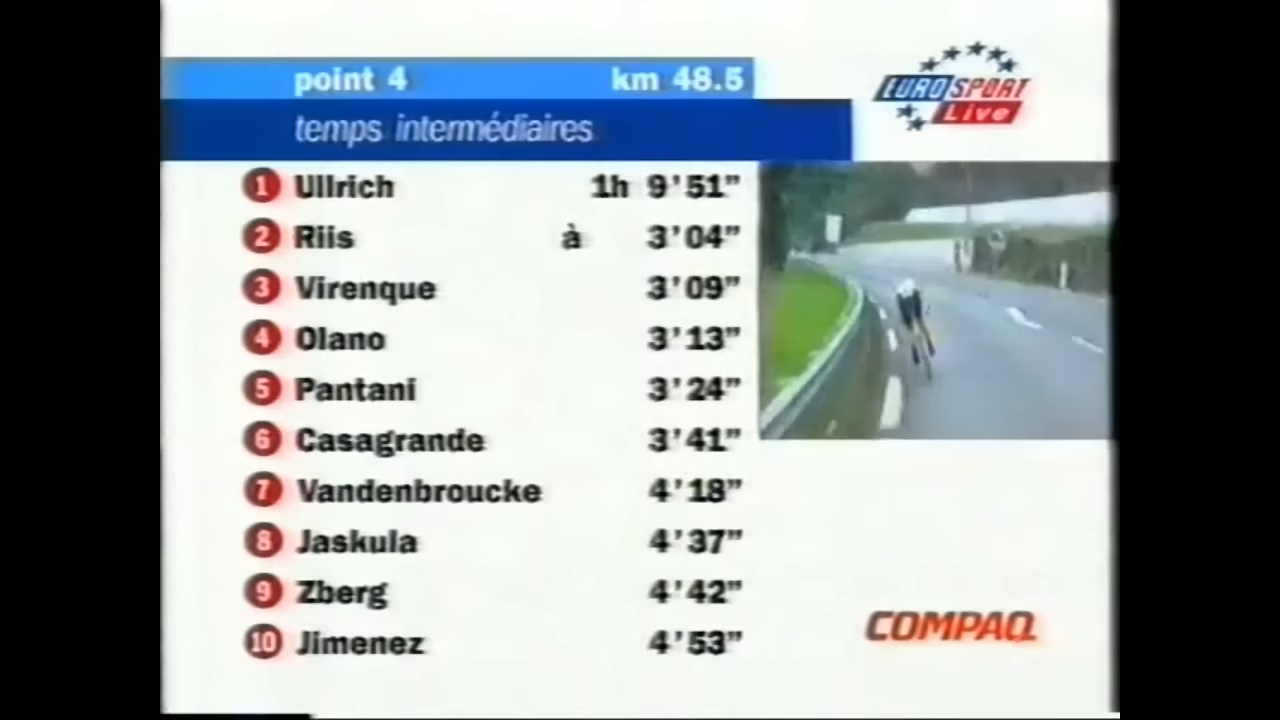 point 4 km 48.5
EUROSPORT
Live
temps intermédiaires
1 Ullrich 1h 9'51"
2 Riis à 3'04"
3 Virenque 3'09"
4 Olano 3'13"
5 Pantani 3'24"
6 Casagrande 3'41"
7 Vandenbroucke 4'18"
8 Jaskula 4'37"
9 Zberg 4'42"
10 Jimenez 4'53"
COMPAQ